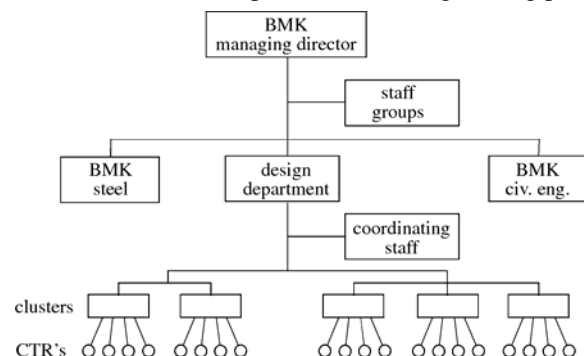 BMK
managing director
staff
groups
BMK
steel
design
department
BMK
civ. eng.
coordinating
staff
clusters
CTR's